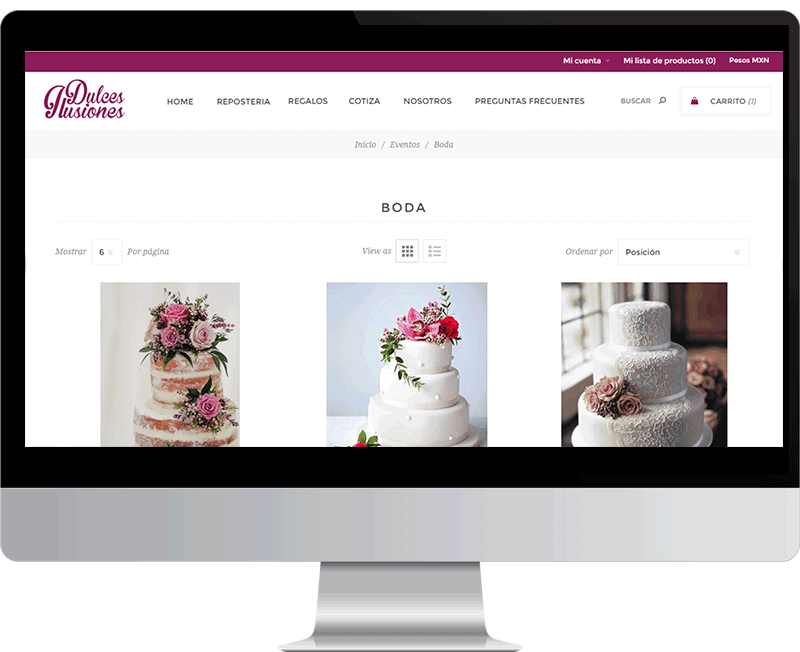 Mi cuenta Mi lista de productos (0) Pesos MXN
Dulces Ilusiones
HOME REPOSTERIA REGALOS COTIZA NOSOTROS PREGUNTAS FRECUENTES BUSCAR CARRITO (1)
Inicio / Eventos / Boda
BODA
Mostrar 6 Por página View as Ordenar por Posición